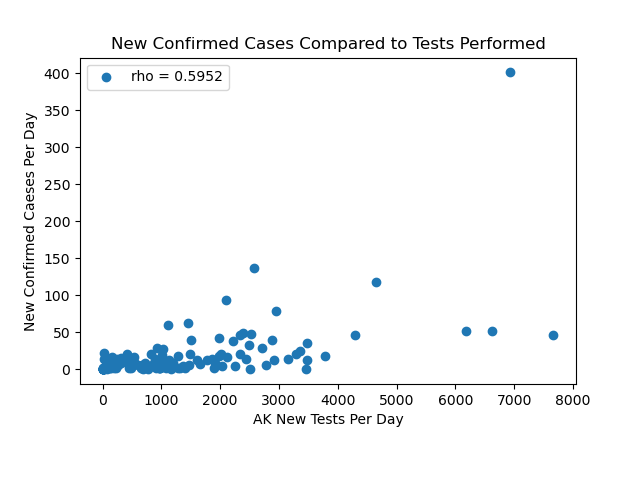 New Confirmed Cases Compared to Tests Performed
rho = 0.5952
New Confirmed Caeses Per Day
400
350
300
250
200
150
100
50
0
0 1000 2000 3000 4000 5000 6000 7000 8000
AK New Tests Per Day